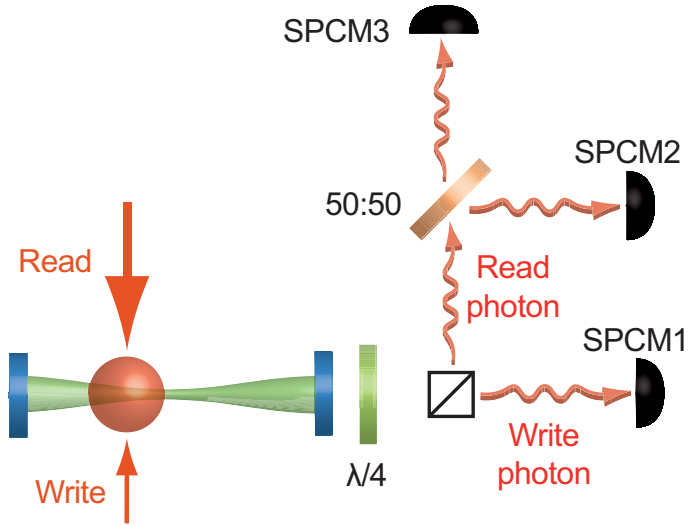 SPCM3
SPCM2
50:50
Read
Read
photon
SPCM1
Write
photon
λ/4
Write